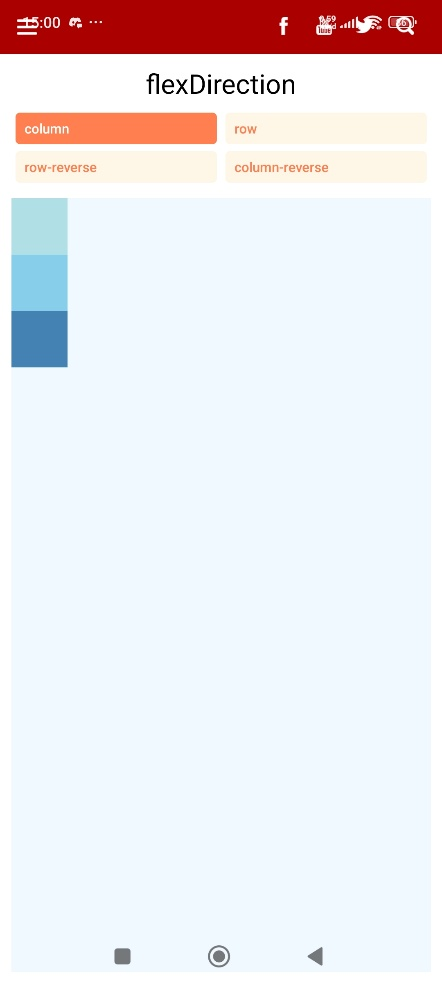 15:00
flexDirection
column
row
row-reverse
column-reverse